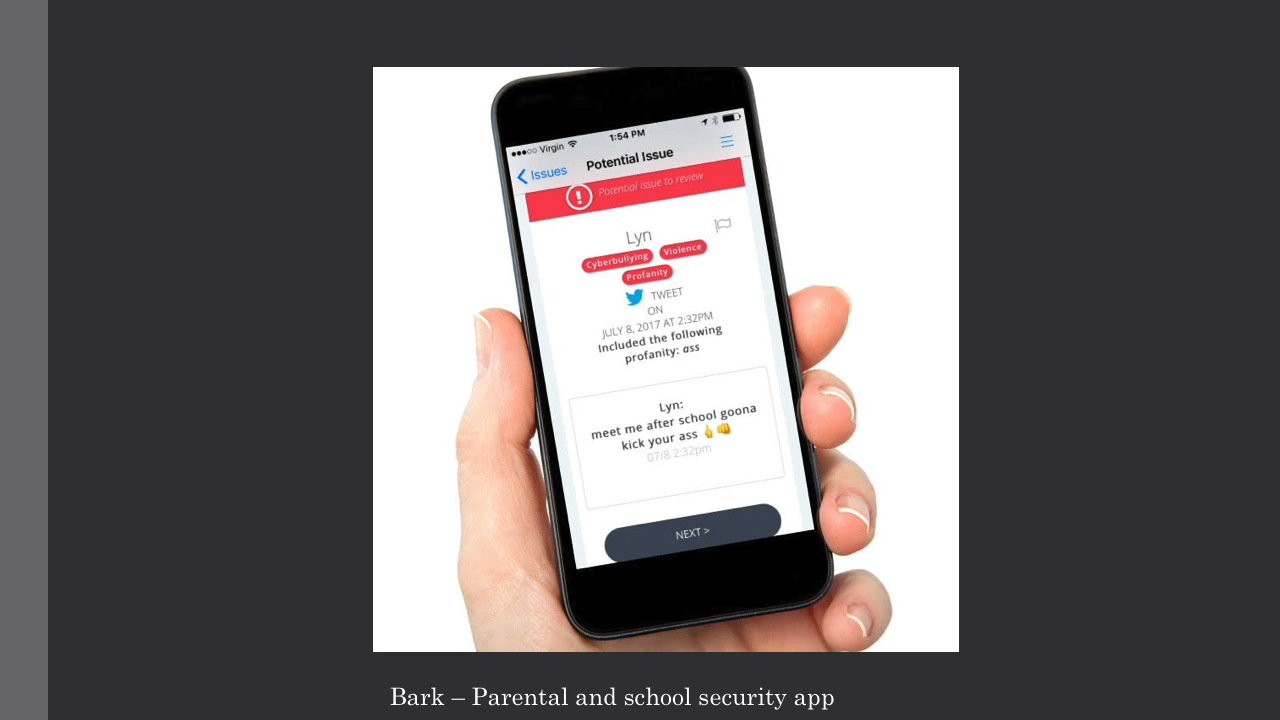 Virgin 1:54 PM
Issues Potential Issue
Potential issue to review
Lyn
Cyberbullying Violence
Profanity
TWEET
ON
JULY 8, 2017 AT 2:32PM
Included the following
profanity: ass
Lyn:
meet me after school goona
kick your ass 🖕👊
07/8 2:32pm
NEXT >
Bark – Parental and school security app